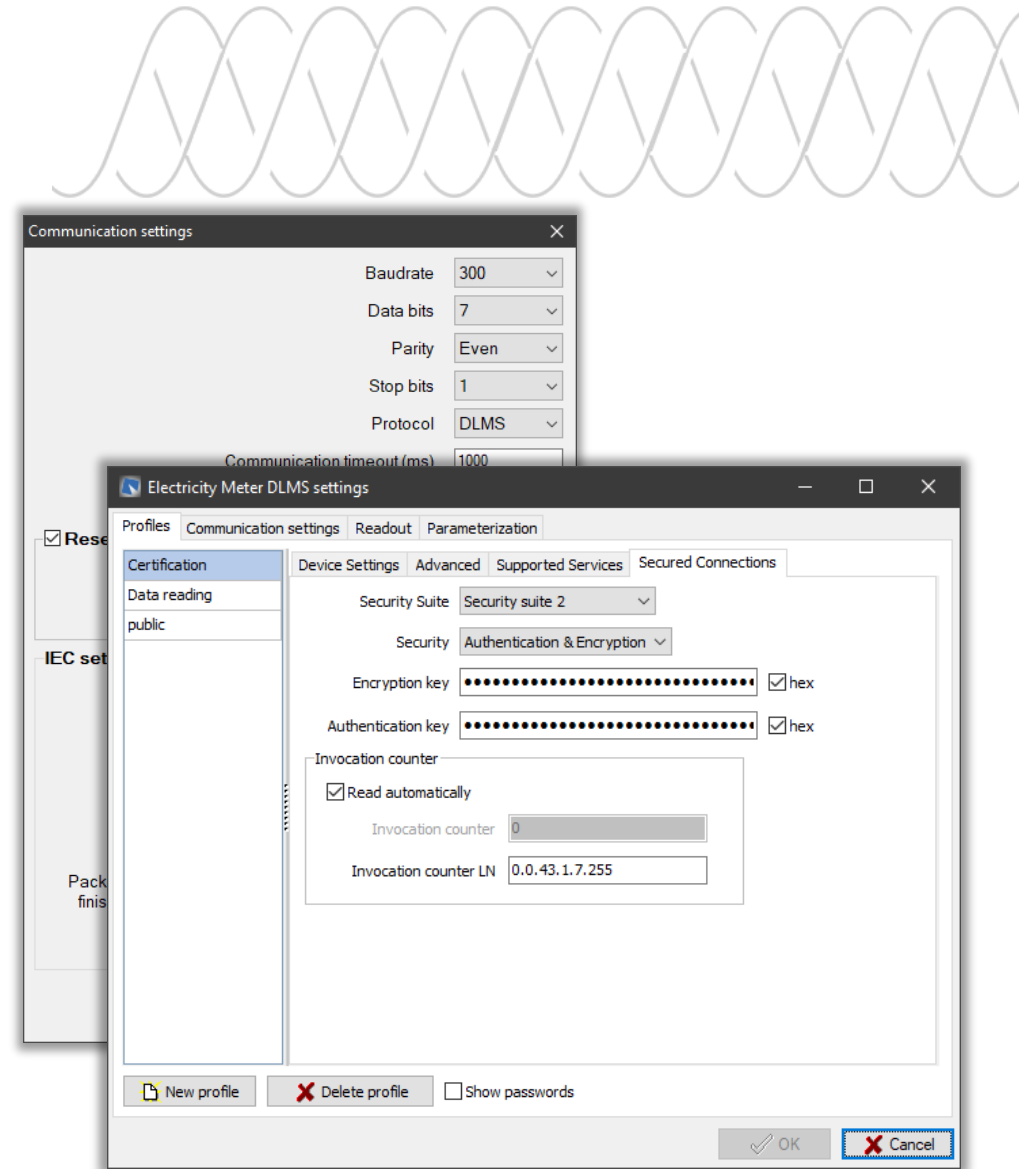 Communication settings
Baudrate 300
Data bits 7
Parity Even
Stop bits 1
Protocol DLMS
Communication timeout (ms) 1000
Electricity Meter DLMS settings
Profiles Communication settings Readout Parameterization
Certification
Data reading
public
Device Settings Advanced Supported Services Secured Connections
Security Suite Security suite 2
Security Authentication & Encryption
Encryption key hex
Authentication key hex
Invocation counter
Read automatically
Invocation counter 0
Invocation counter LN 0.0.43.1.7.255
New profile Delete profile Show passwords
OK Cancel